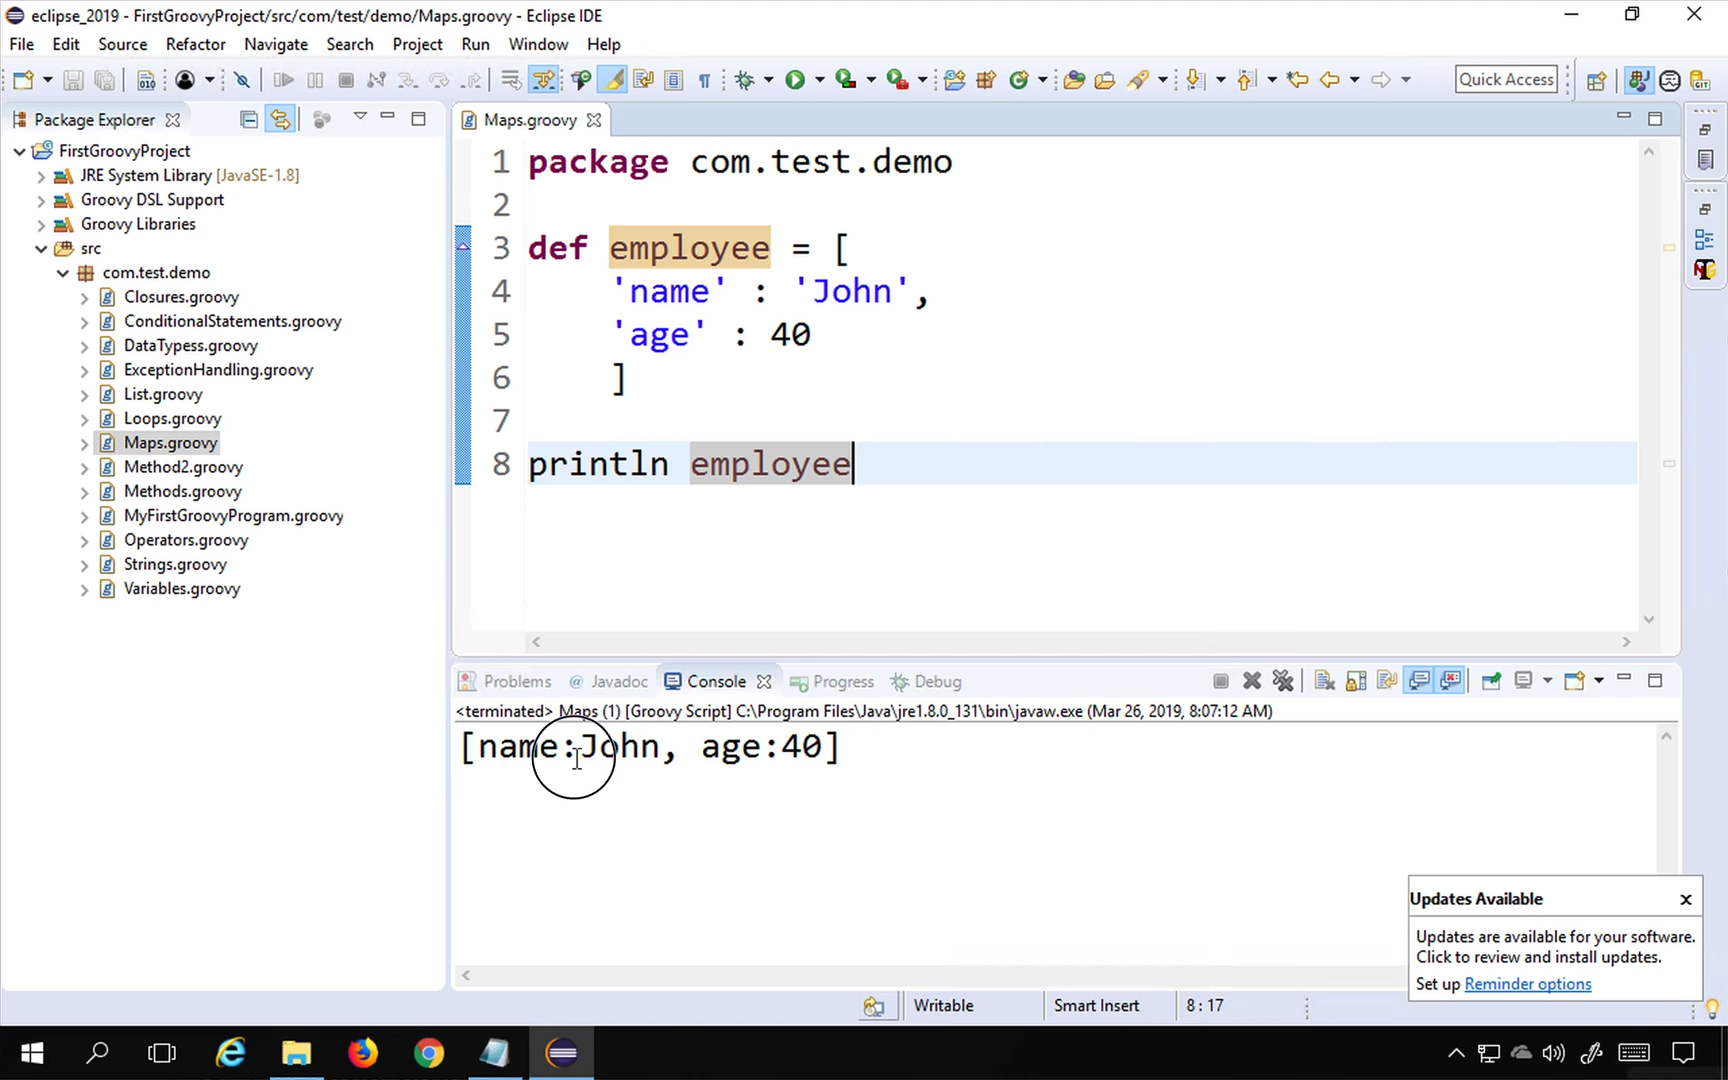 eclipse_2019 - FirstGroovyProject/src/com/test/demo/Maps.groovy - Eclipse IDE
File Edit Source Refactor Navigate Search Project Run Window Help
010
Quick Access
GIT
Package Explorer
FirstGroovyProject
JRE System Library [JavaSE-1.8]
Groovy DSL Support
Groovy Libraries
src
com.test.demo
Closures.groovy
ConditionalStatements.groovy
DataTypess.groovy
ExceptionHandling.groovy
List.groovy
Loops.groovy
Maps.groovy
Method2.groovy
Methods.groovy
MyFirstGroovyProgram.groovy
Operators.groovy
Strings.groovy
Variables.groovy
Maps.groovy
1 package com.test.demo
2
3 def employee = [
4 'name' : 'John',
5 'age' : 40
6 ]
7
8 println employee
Problems @ Javadoc Console Progress Debug
<terminated> Maps (1) [Groovy Script] C:\Program Files\Java\jre1.8.0_131\bin\javaw.exe (Mar 26, 2019, 8:07:12 AM)
[name:John, age:40]
Updates Available
Updates are available for your software.
Click to review and install updates.
Set up Reminder options
Writable Smart Insert 8 : 17